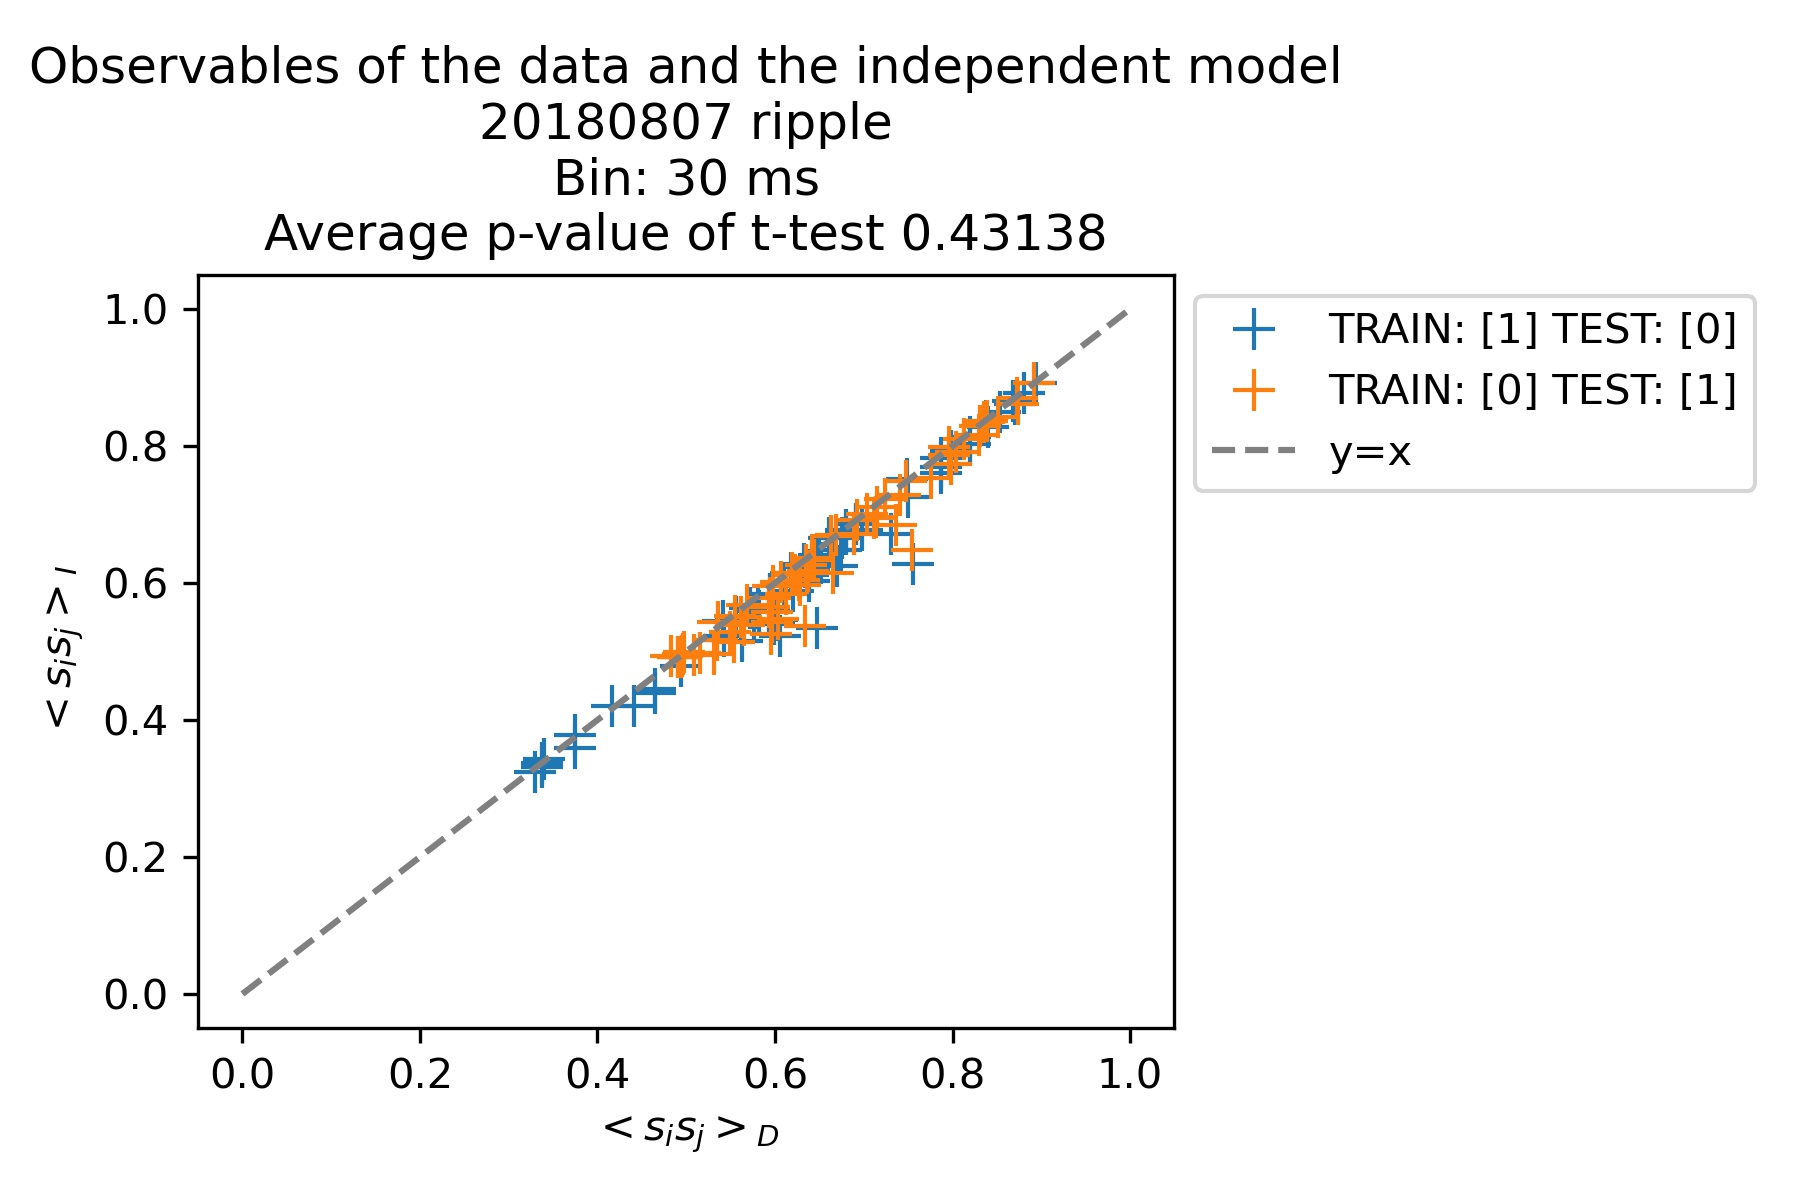 Observables of the data and the independent model
20180807 ripple
Bin: 30 ms
Average p-value of t-test 0.43138
TRAIN: [1] TEST: [0]
TRAIN: [0] TEST: [1]
y=x
1.0
0.8
0.6
0.4
0.2
0.0
< s_i s_j >_I
0.0 0.2 0.4 0.6 0.8 1.0
< s_i s_j >_D